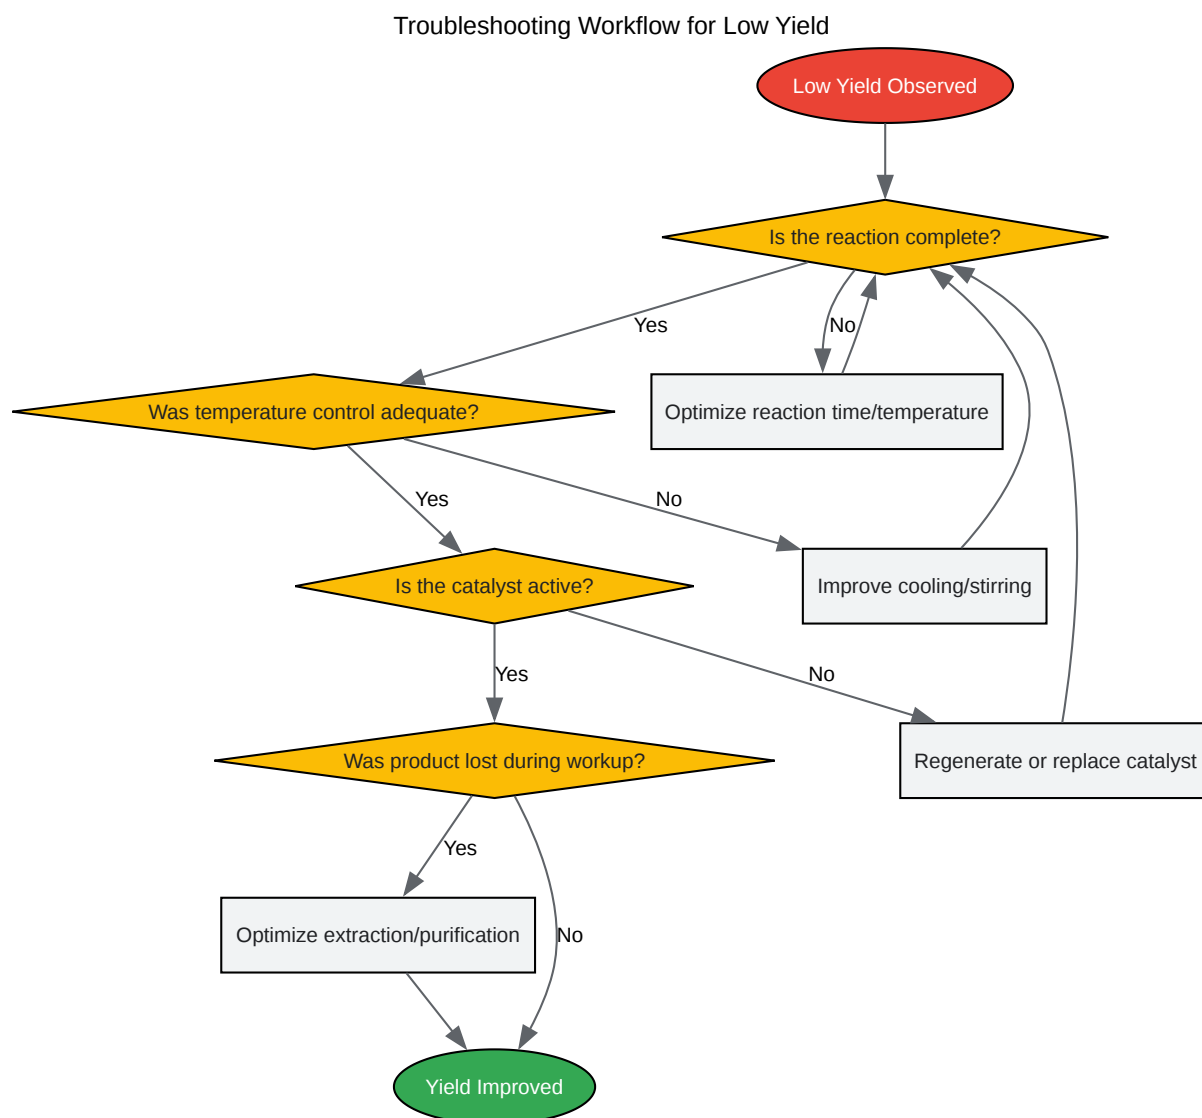 Troubleshooting Workflow for Low Yield
Low Yield Observed
Is the reaction complete?
Yes
No
Was temperature control adequate?
Optimize reaction time/temperature
Yes
No
Is the catalyst active?
Improve cooling/stirring
Yes
No
Was product lost during workup?
Regenerate or replace catalyst
Yes
Optimize extraction/purification
No
Yield Improved